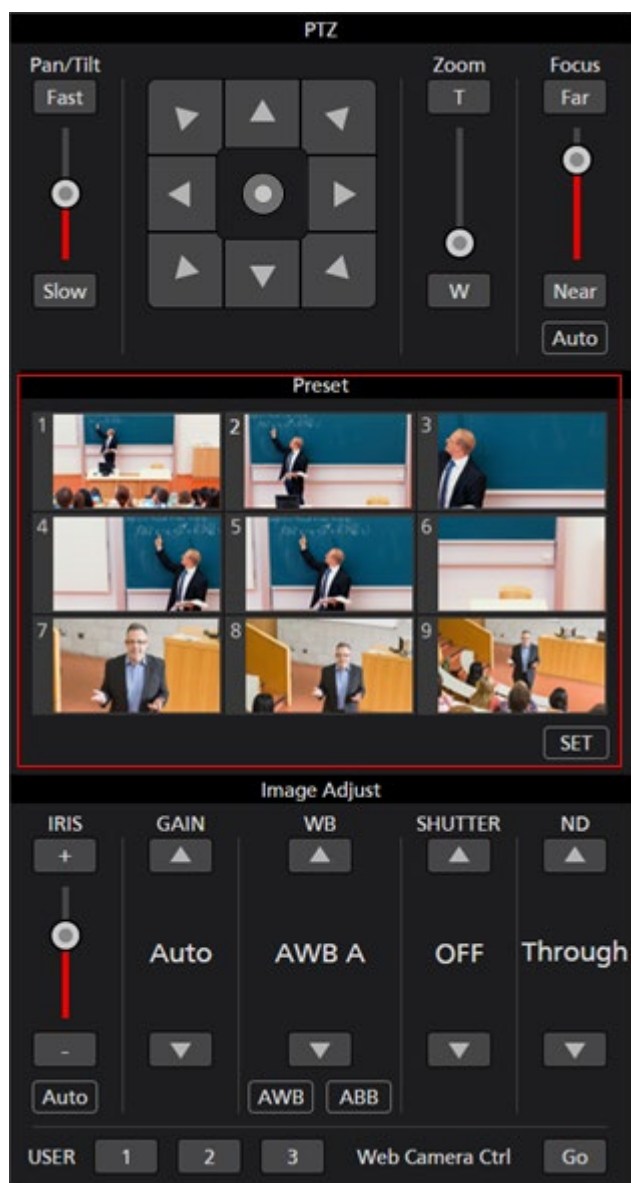 PTZ
Pan/Tilt Zoom Focus
Fast T Far
Slow W Near
Auto
Preset
1 2 3
4 5 6
7 8 9
SET
Image Adjust
IRIS GAIN WB SHUTTER ND
+
Auto AWB A OFF Through
-
Auto AWB ABB
USER 1 2 3 Web Camera Ctrl Go